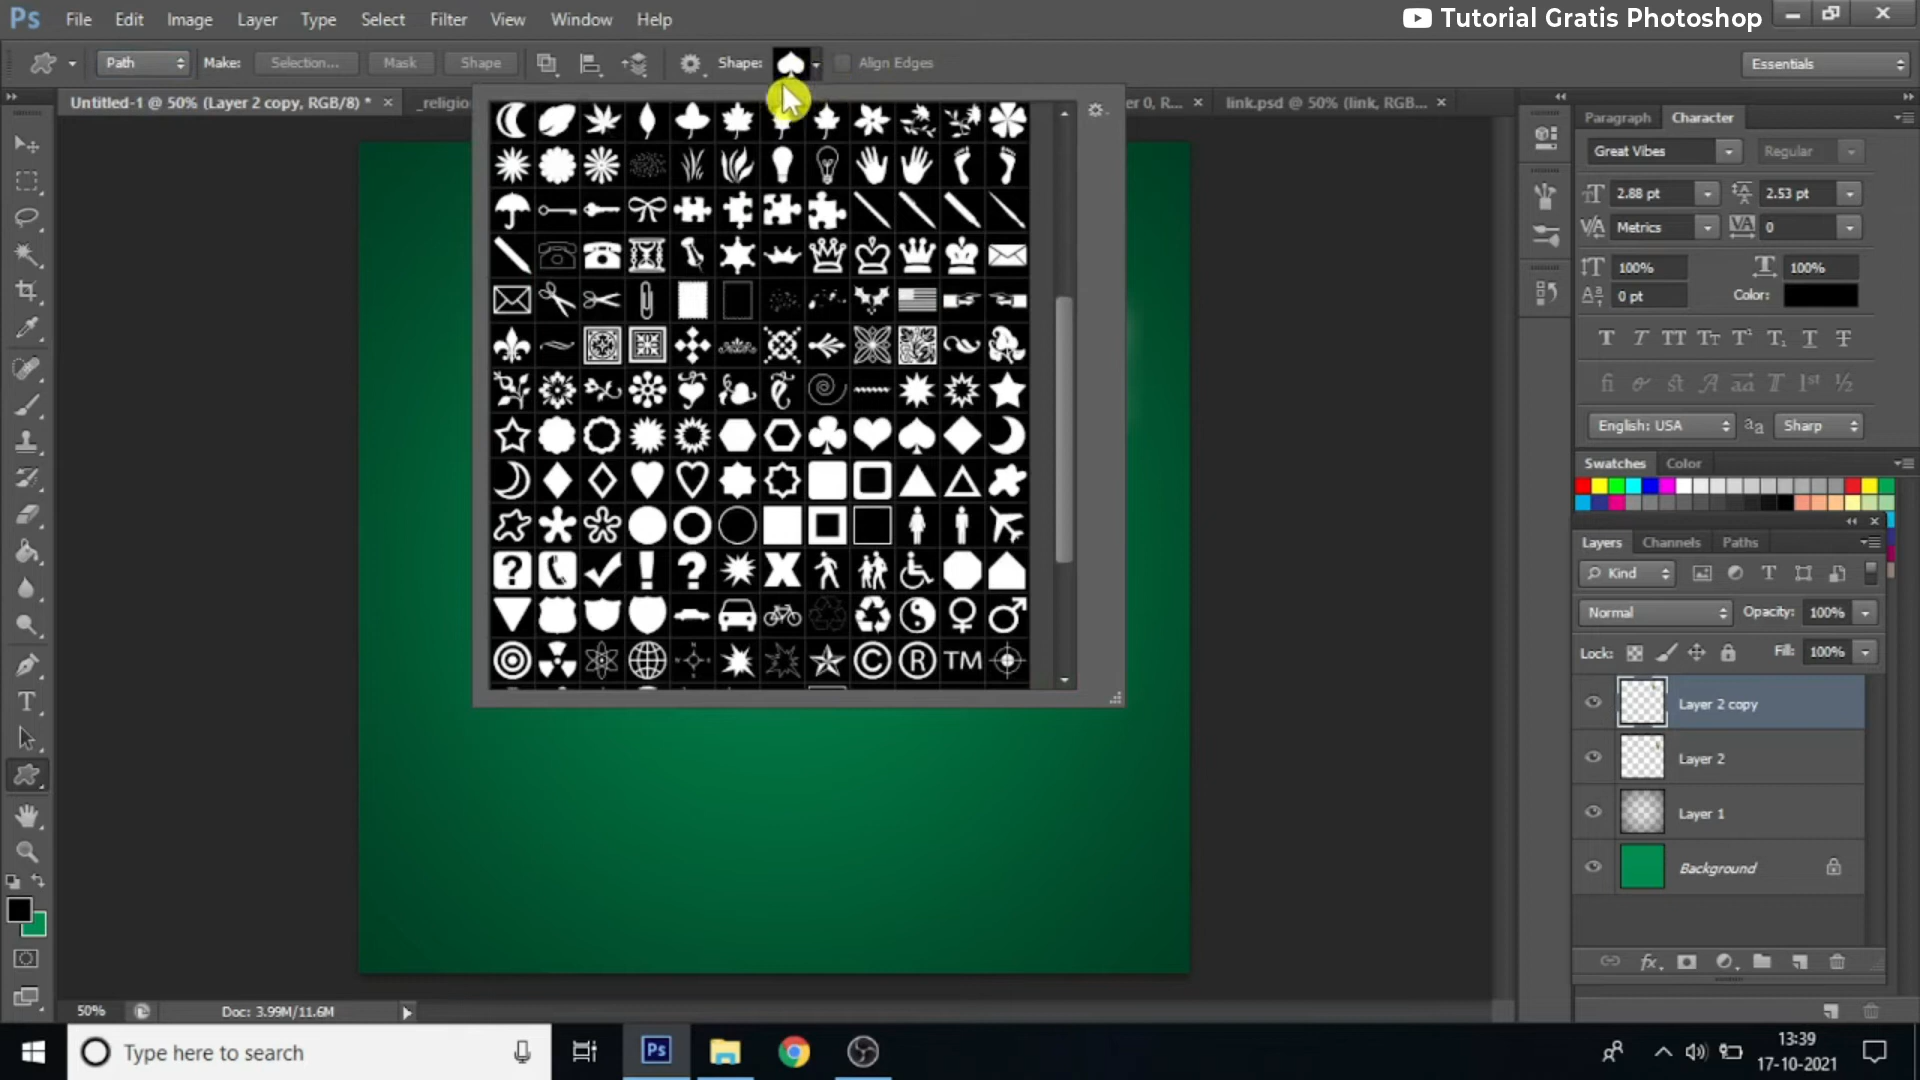 Ps File Edit Image Layer Type Select Filter View Window Help
Tutorial Gratis Photoshop
Path Make: Selection... Mask Shape Shape: Align Edges Essentials
Untitled-1 @ 50% (Layer 2 copy, RGB/8) * × _religio er 0, R... × link.psd @ 50% (link, RGB... ×
Paragraph Character
Great Vibes Regular
2.88 pt 2.53 pt
Metrics 0
100% 100%
0 pt Color:
English: USA Sharp
Swatches Color
Layers Channels Paths
Kind
Normal Opacity: 100%
Lock: Fill: 100%
Layer 2 copy
Layer 2
Layer 1
Background
TM
50% Doc: 3.99M/11.6M
Type here to search
Ps
13:39
17-10-2021